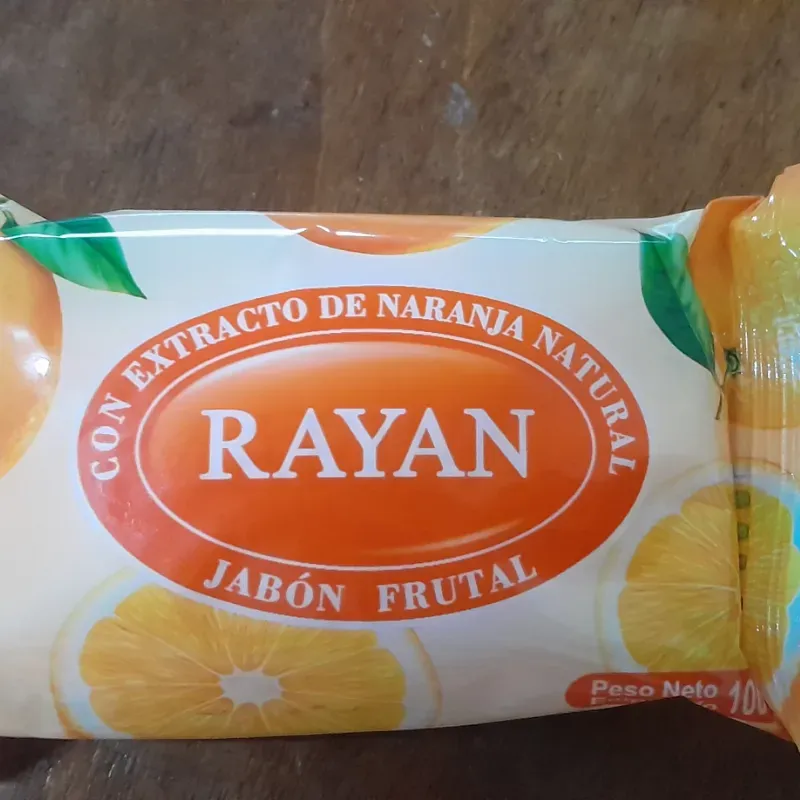 CON EXTRACTO DE NARANJA NATURAL
RAYAN
JABÓN FRUTAL
Peso Neto